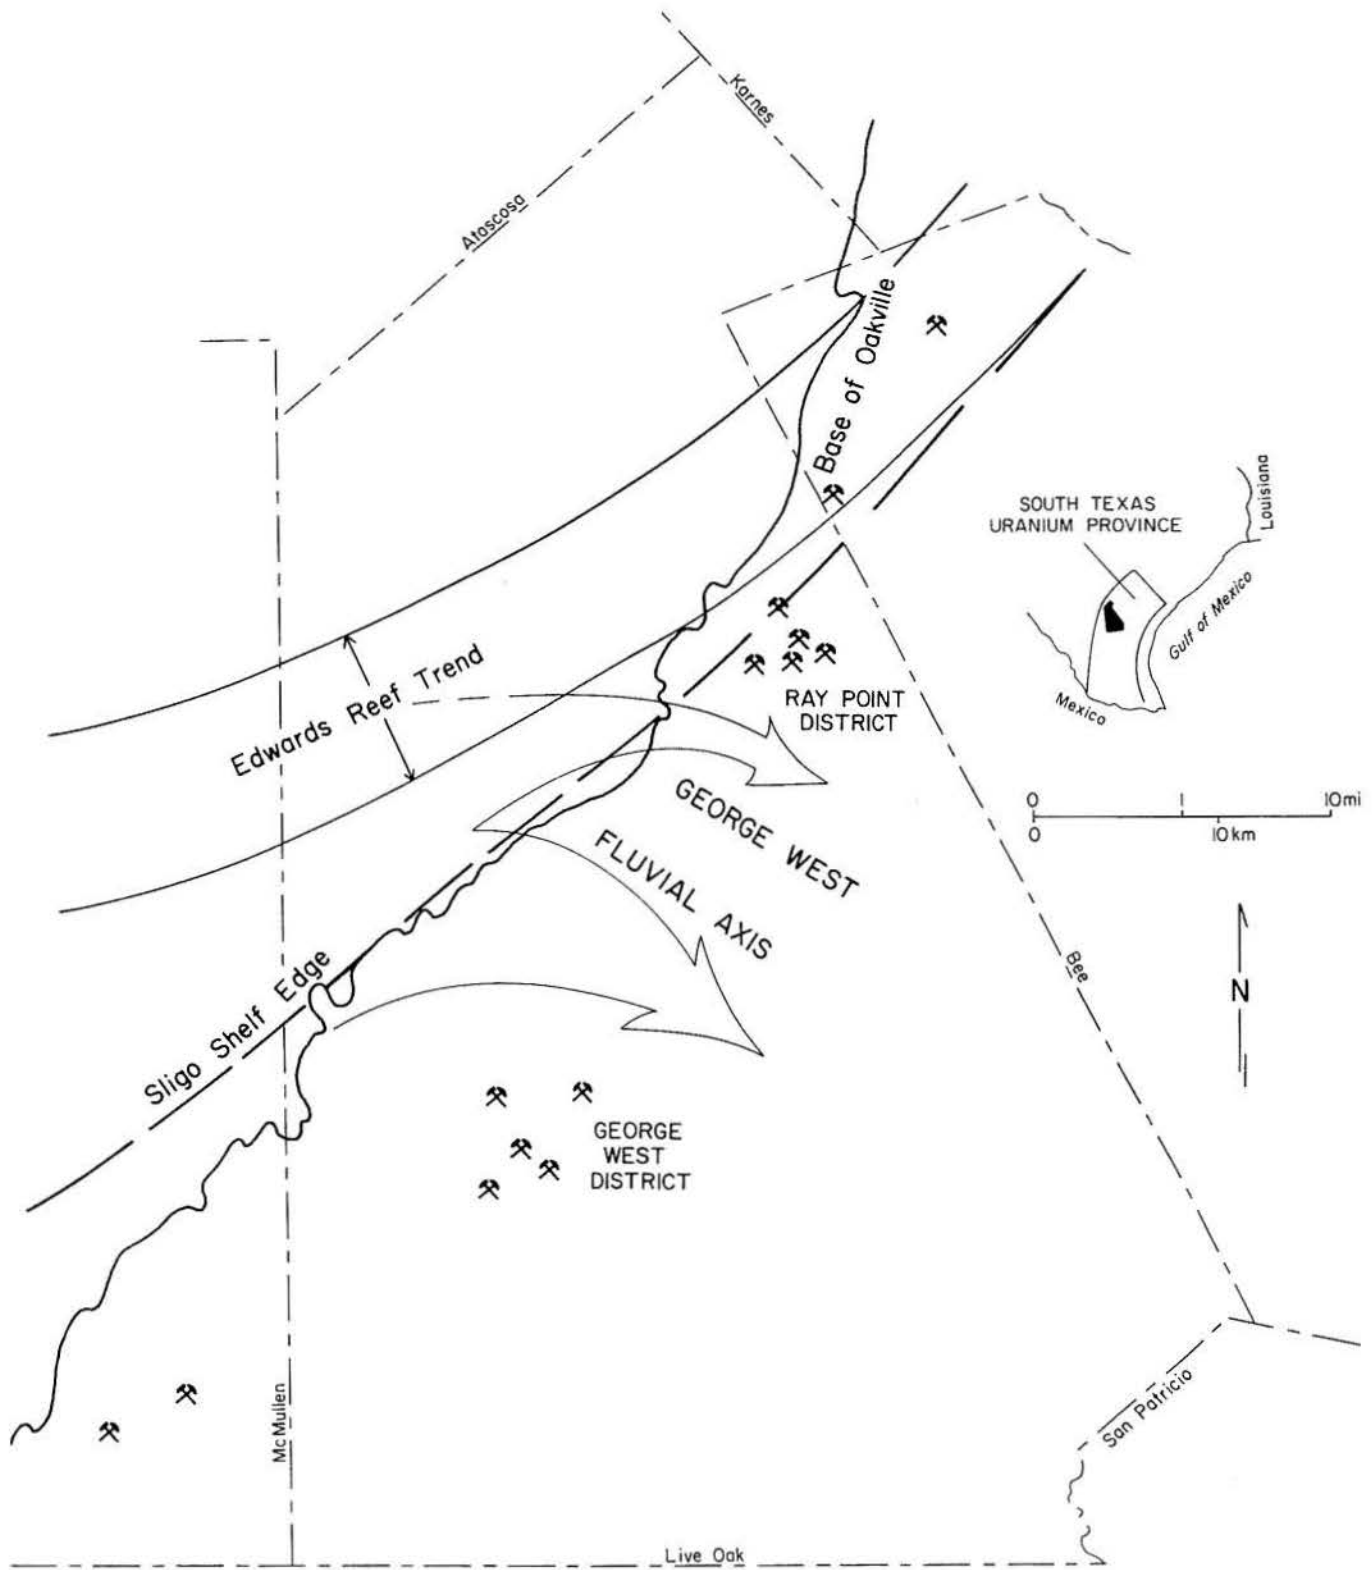 Karnes
Atascosa
Base of Oakville
SOUTH TEXAS
URANIUM PROVINCE
Louisiana
Gulf of Mexico
Mexico
Edwards Reef Trend
RAY POINT
DISTRICT
GEORGE WEST
FLUVIAL AXIS
0 1 10mi
0 10km
N
Bee
Sligo Shelf Edge
GEORGE
WEST
DISTRICT
McMullen
San Patricio
Live Oak